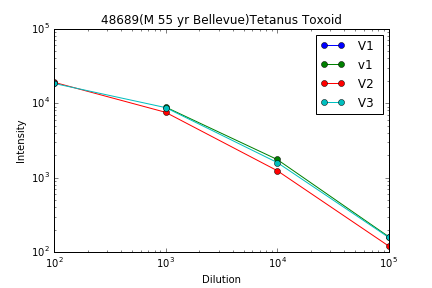 48689(M 55 yr Bellevue)Tetanus Toxoid
10^5
10^4
10^3
10^2
Intensity
V1
v1
V2
V3
10^2 10^3 10^4 10^5
Dilution